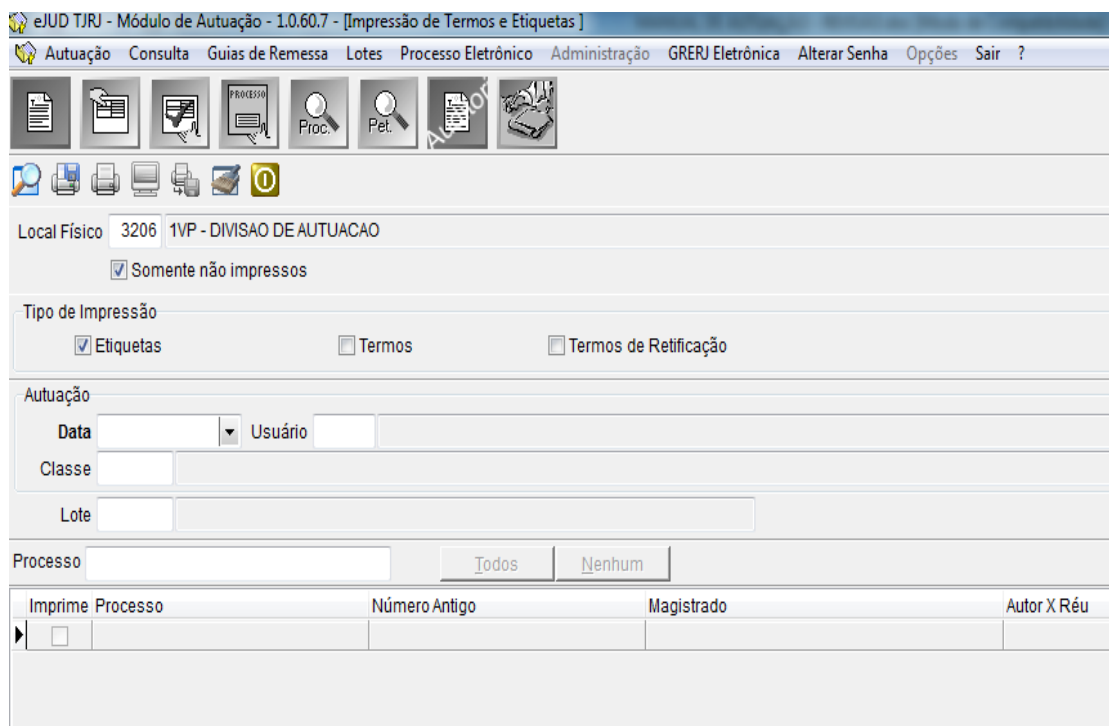 eJUD TJRJ - Módulo de Autuação - 1.0.60.7 - [Impressão de Termos e Etiquetas ]
Autuação Consulta Guias de Remessa Lotes Processo Eletrônico Administração GRERJ Eletrônica Alterar Senha Opções Sair ?
PROCESSO
Proc. Pet.
Local Físico 3206 1VP - DIVISAO DE AUTUACAO
Somente não impressos
Tipo de Impressão
Etiquetas Termos Termos de Retificação
Autuação
Data Usuário
Classe
Lote
Processo Todos Nenhum
Imprime Processo Número Antigo Magistrado Autor X Réu